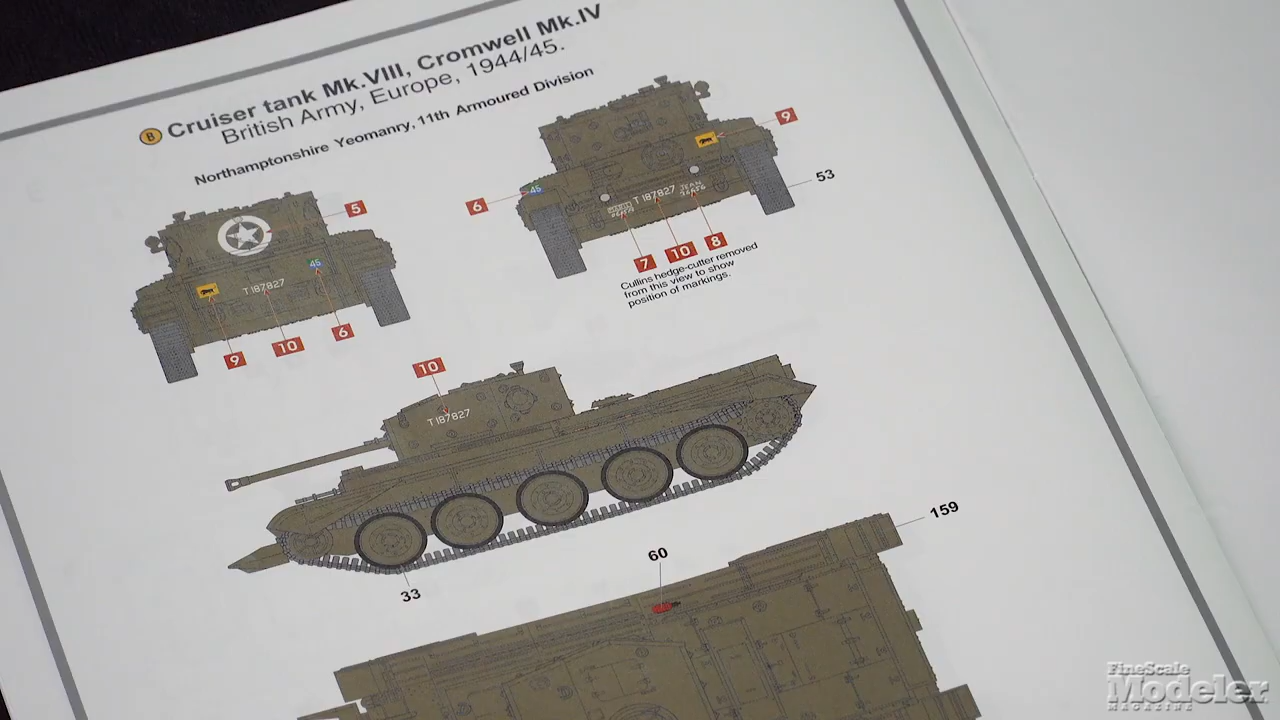 B Cruiser tank Mk.VIII, Cromwell Mk.IV
British Army, Europe, 1944/45.
Northamptonshire Yeomanry, 11th Armoured Division
5
45
T187827
9
10
6
9
6
45
T187827
JEAN
53
7
10
8
Cullins hedge-cutter removed
from this view to show
position of markings.
10
T187827
33
60
159
FineScale
Modeler
MAGAZINE